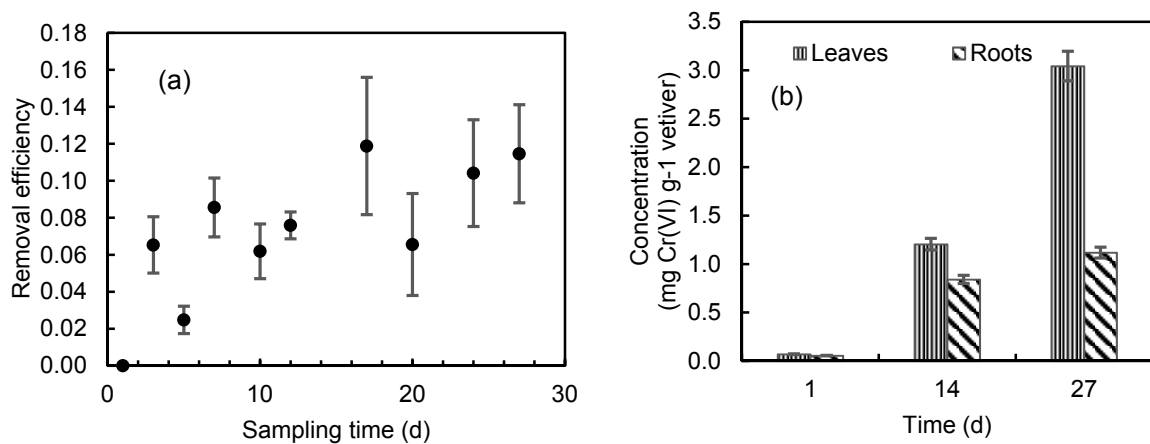 0.18
0.16
0.14
0.12
0.10
0.08
0.06
0.04
0.02
0.00
Removal efficiency
(a)
0 10 20 30
Sampling time (d)
3.5
3.0
2.5
2.0
1.5
1.0
0.5
0.0
Concentration
(mg Cr(VI) g-1 vetiver)
Leaves Roots
(b)
1 14 27
Time (d)